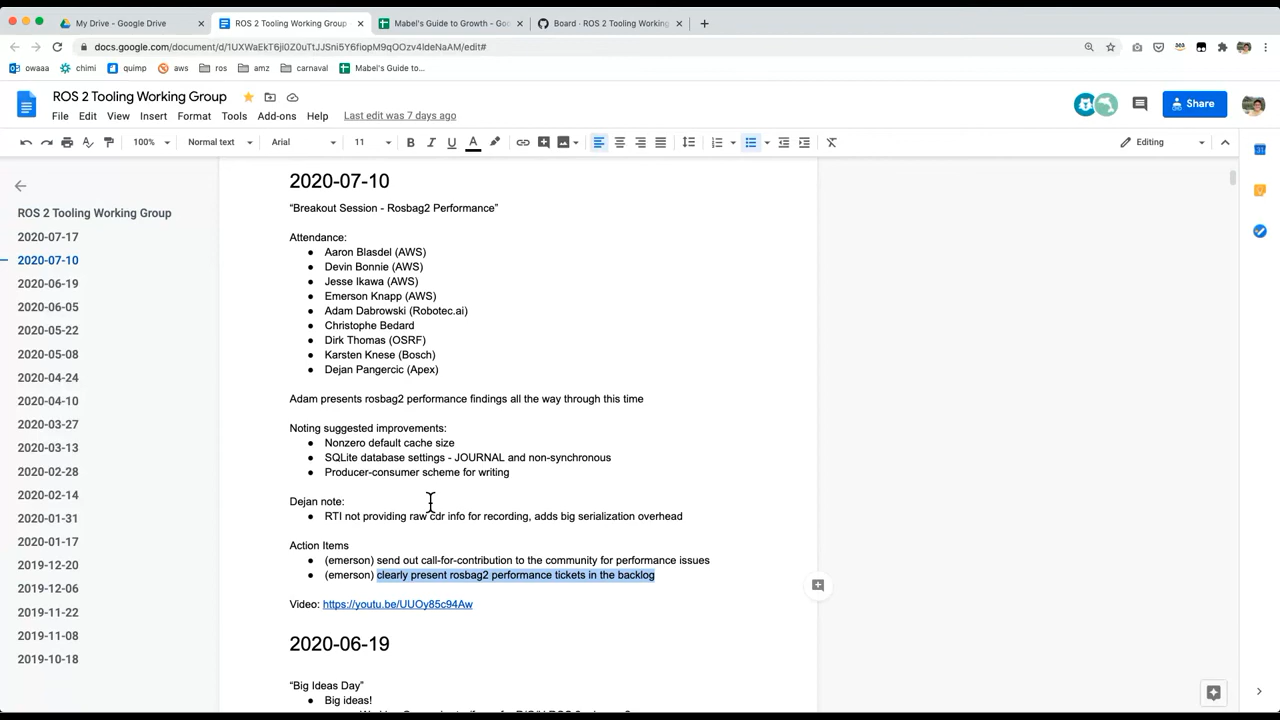 My Drive - Google Drive
ROS 2 Tooling Working Group
Mabel's Guide to Growth - Goo
Board · ROS 2 Tooling Working
docs.google.com/document/d/1UXWaEkT6ji0Z0uTtJJSni5Y6fiopM9qOOzv4IdeNaAM/edit#
owaaa
chimi
quimp
aws
ros
amz
carnaval
Mabel's Guide to...
ROS 2 Tooling Working Group
File Edit View Insert Format Tools Add-ons Help Last edit was 7 days ago
Share
100% Normal text Arial 11 Editing
ROS 2 Tooling Working Group
2020-07-17
2020-07-10
2020-06-19
2020-06-05
2020-05-22
2020-05-08
2020-04-24
2020-04-10
2020-03-27
2020-03-13
2020-02-28
2020-02-14
2020-01-31
2020-01-17
2019-12-20
2019-12-06
2019-11-22
2019-11-08
2019-10-18
2020-07-10
“Breakout Session - Rosbag2 Performance”
Attendance:
● Aaron Blasdel (AWS)
● Devin Bonnie (AWS)
● Jesse Ikawa (AWS)
● Emerson Knapp (AWS)
● Adam Dabrowski (Robotec.ai)
● Christophe Bedard
● Dirk Thomas (OSRF)
● Karsten Knese (Bosch)
● Dejan Pangercic (Apex)
Adam presents rosbag2 performance findings all the way through this time
Noting suggested improvements:
● Nonzero default cache size
● SQLite database settings - JOURNAL and non-synchronous
● Producer-consumer scheme for writing
Dejan note:
● RTI not providing raw cdr info for recording, adds big serialization overhead
Action Items
● (emerson) send out call-for-contribution to the community for performance issues
● (emerson) clearly present rosbag2 performance tickets in the backlog
Video: https://youtu.be/UUOy85c94Aw
2020-06-19
“Big Ideas Day”
● Big ideas!